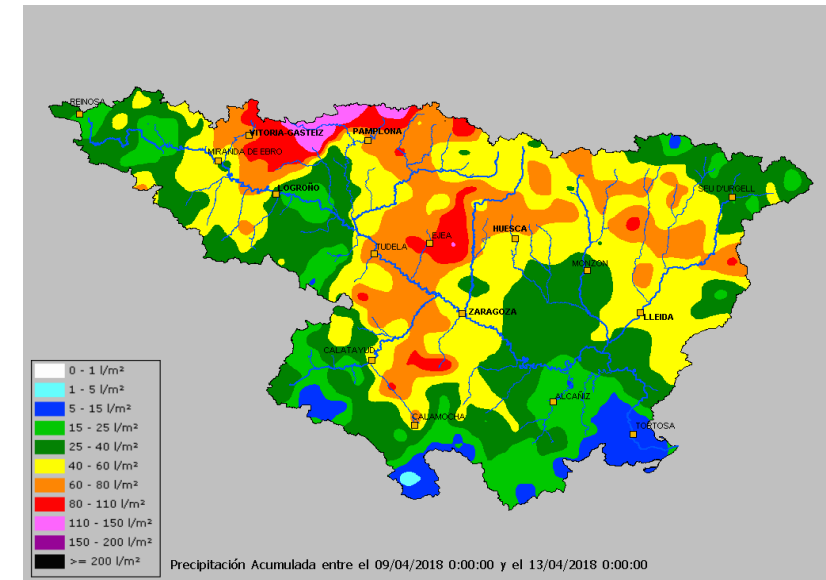 REINOSA
VITORIA-GASTEIZ
PAMPLONA
MIRANDA DE EBRO
LOGROÑO
SEU D'URGELL
TUDELA
EJEA
HUESCA
MONZON
ZARAGOZA
LLEIDA
CALATAYUD
ALCAÑIZ
CALAMOCHA
TORTOSA
0 - 1 l/m²
1 - 5 l/m²
5 - 15 l/m²
15 - 25 l/m²
25 - 40 l/m²
40 - 60 l/m²
60 - 80 l/m²
80 - 110 l/m²
110 - 150 l/m²
150 - 200 l/m²
>= 200 l/m²
Precipitación Acumulada entre el 09/04/2018 0:00:00 y el 13/04/2018 0:00:00